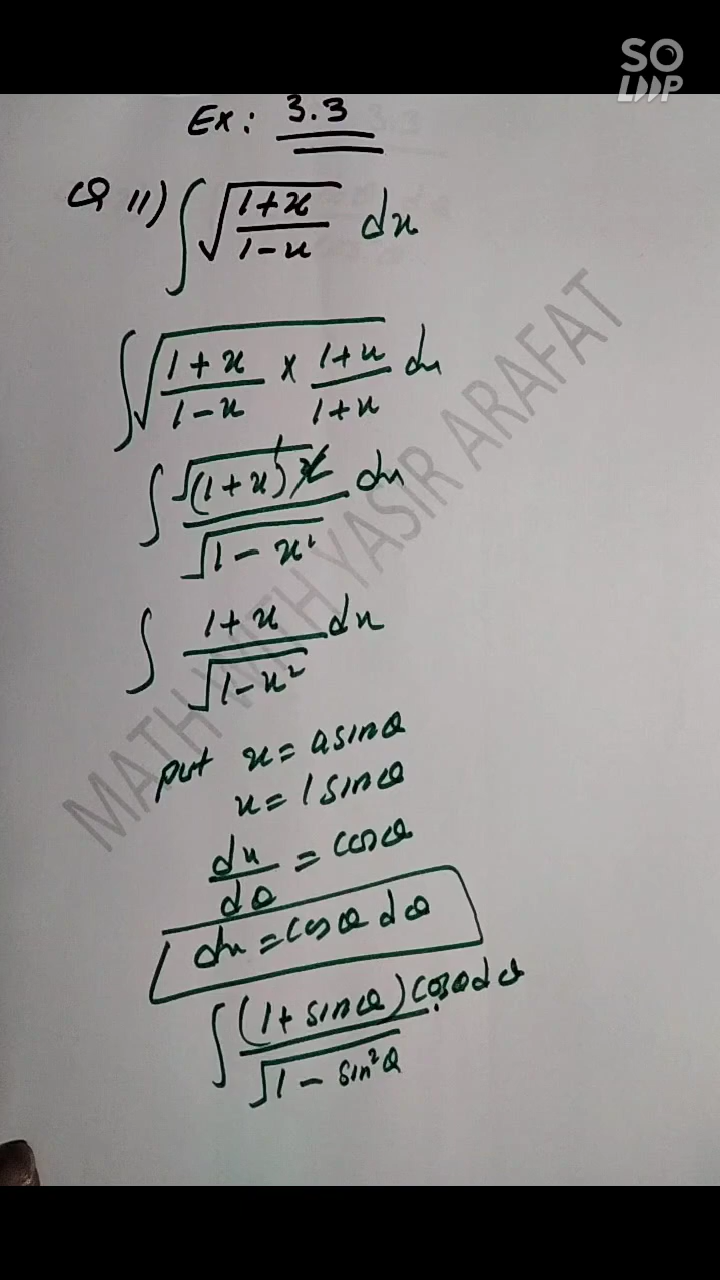 SO
LOOP
Ex: 3.3
Q 11) ∫ √((1+x)/(1-x)) dx
∫ √((1+x)/(1-x) × (1+x)/(1+x)) dx
∫ √((1+x)²)/√(1-x²) dx
∫ (1+x)/√(1-x²) dx
put x = a sinθ
x = 1 sinθ
dx/dθ = cosθ
dx = cosθ dθ
∫ (1+sinθ) cosθ dθ/√(1-sin²θ)
MATH WITH YASIR ARAFAT